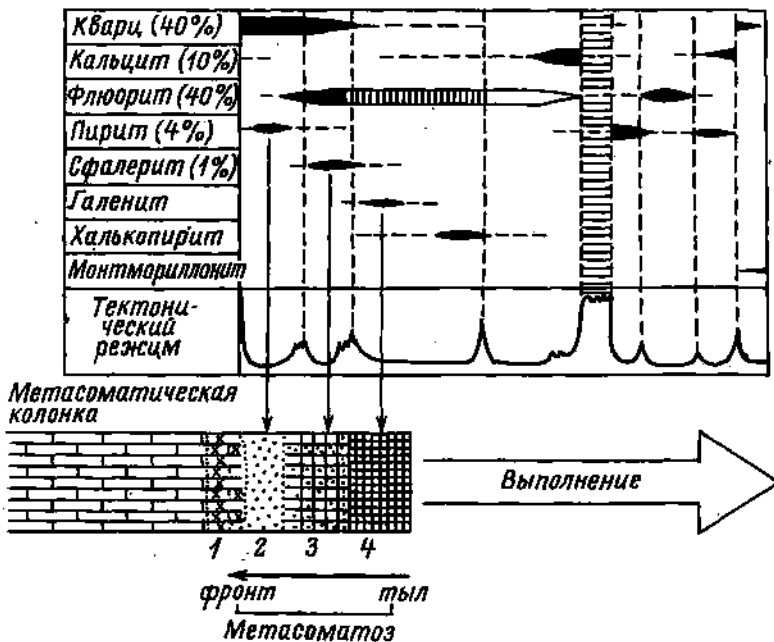 Кварц (40%)
Кальцит (10%)
Флюорит (40%)
Пирит (4%)
Сфалерит (1%)
Галенит
Халькопирит
Монтмориллонит
Тектони-
ческий
режим
Метасоматическая
колонка
Выполнение
1 2 3 4
фронт тыл
Метасоматоз